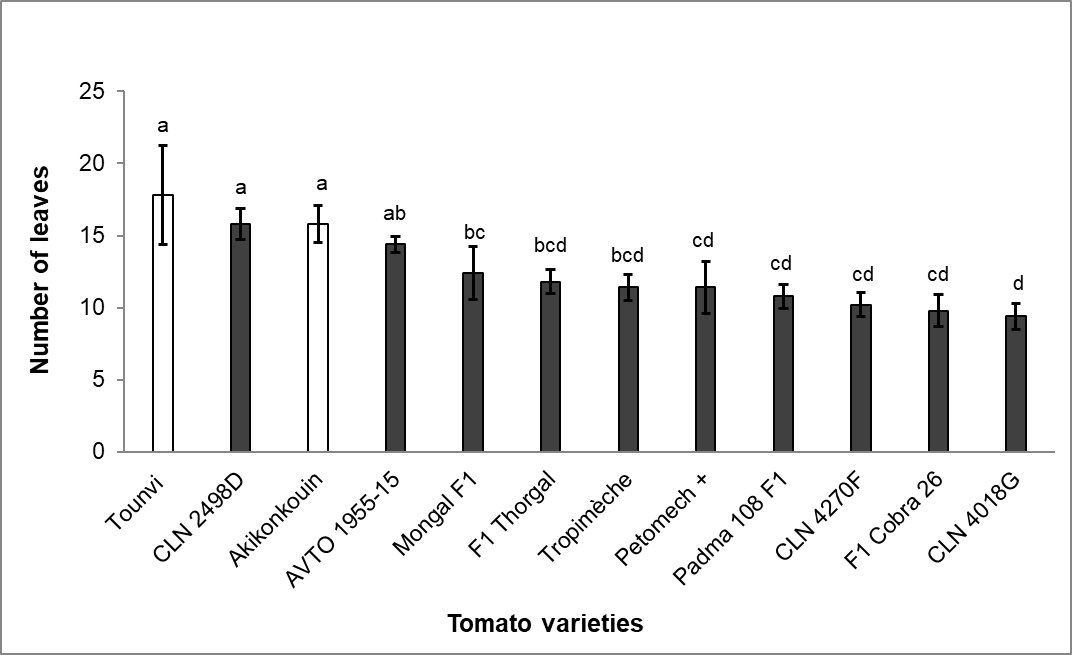 25
20
15
10
5
0
Number of leaves
a
a
a
ab
bc
bcd
bcd
cd
cd
cd
cd
d
Tounvi
CLN 2498D
Akikonkouin
AVTO 1955-15
Mongal F1
F1 Thorgal
Tropimèche
Petomech +
Padma 108 F1
CLN 4270F
F1 Cobra 26
CLN 4018G
Tomato varieties